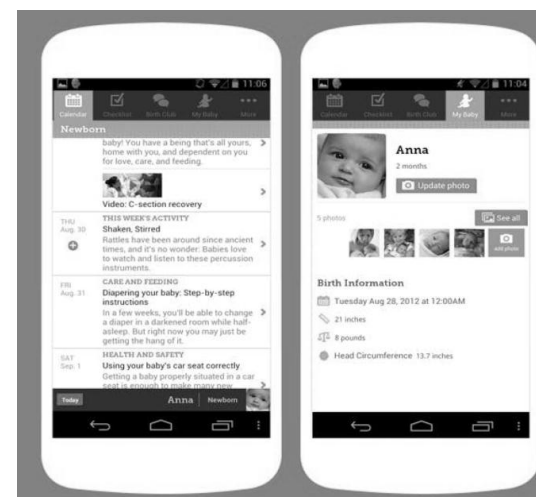 11:06
Calendar
Checklist
Birth Club
My Baby
More
Newborn
baby! You have a being that's all yours,
home with you, and dependent on you
for love, care, and feeding.
Video: C-section recovery
THU
Aug. 30
THIS WEEK'S ACTIVITY
Shaken, Stirred
Rattles have been around since ancient
times, and it's no wonder: Babies love
to watch and listen to these percussion
instruments.
FRI
Aug. 31
CARE AND FEEDING
Diapering your baby: Step-by-step
instructions
In a few weeks, you'll be able to change
a diaper in a darkened room while half-
asleep. But right now you may just be
getting the hang of it.
SAT
Sep. 1
HEALTH AND SAFETY
Using your baby's car seat correctly
Getting a baby properly situated in a car
seat is enough to make many new
Today
Anna
Newborn
11:04
Calendar
Checklist
Birth Club
My Baby
More
Anna
2 months
Update photo
5 photos
See all
add photo
Birth Information
Tuesday Aug 28, 2012 at 12:00AM
21 inches
8 pounds
Head Circumference 13.7 inches